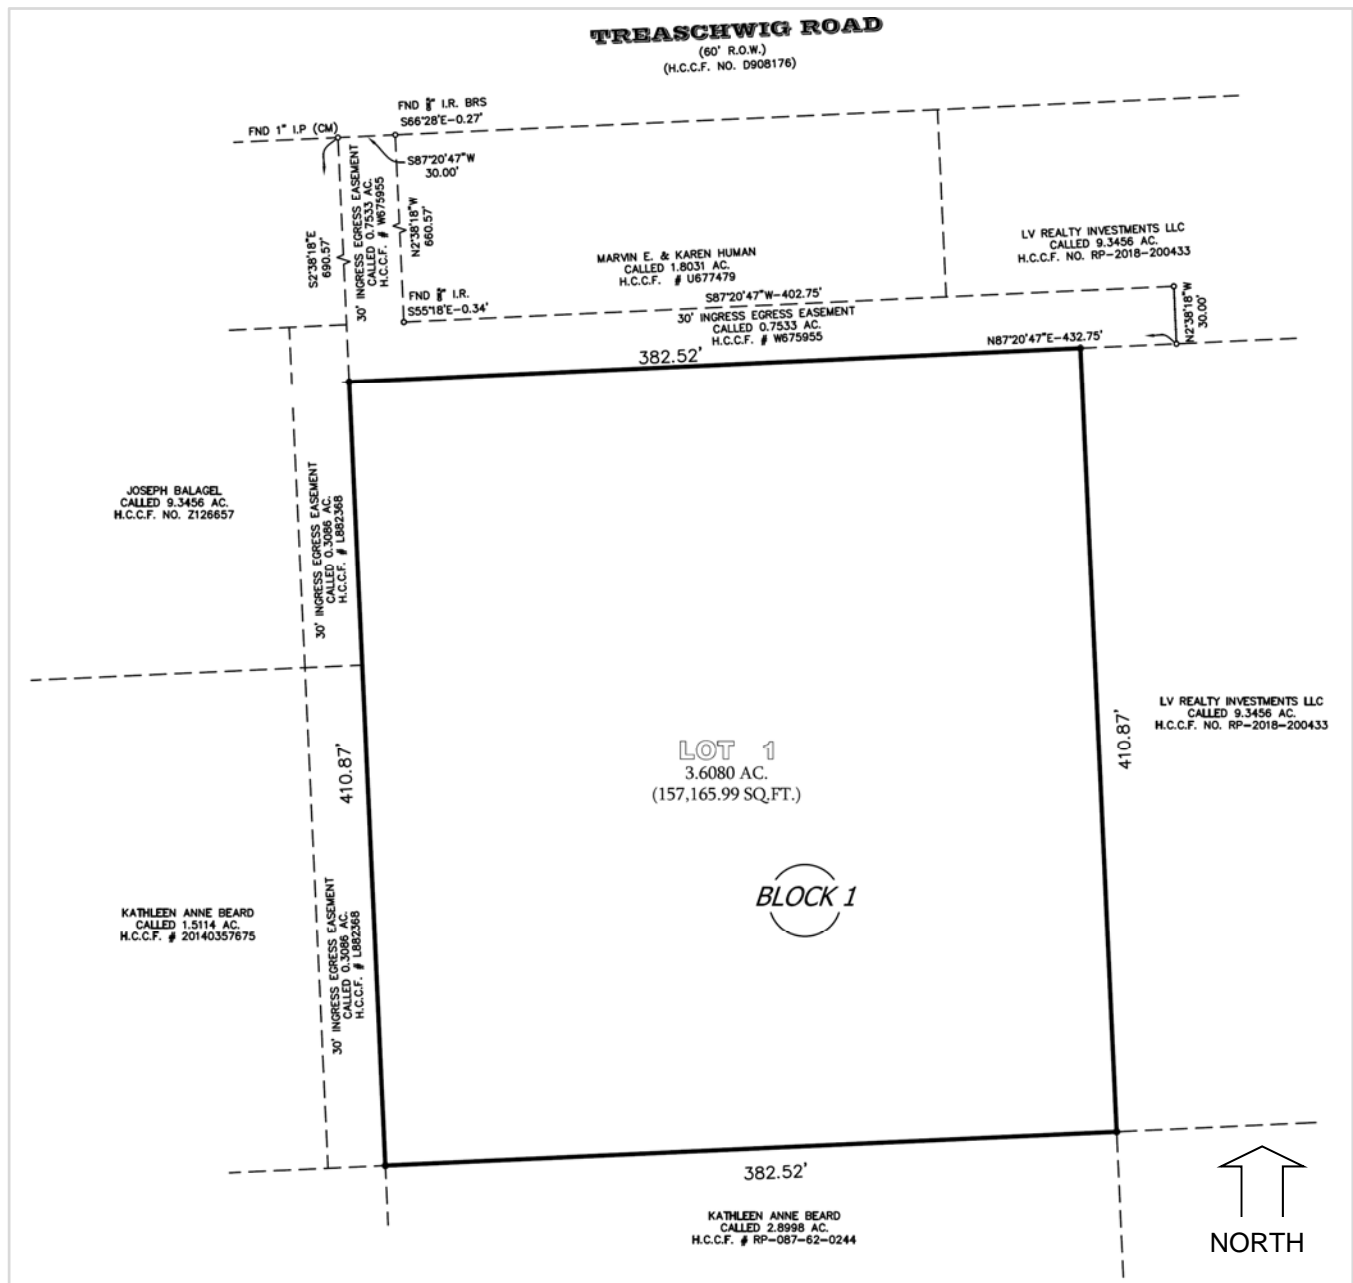 TREASCHWIG ROAD
(60' R.O.W.)
(H.C.C.F. NO. D908176)
FND 1" I.P (CM)
FND 5/8" I.R. BRS
S66°28'E-0.27'
S87°20'47"W
30.00'
S2°38'18"E
690.57'
30' INGRESS EGRESS EASEMENT
CALLED 0.7533 AC.
H.C.C.F. # W675955
N2°38'18"W
660.57'
FND 5/8" I.R.
S55°18'E-0.34'
MARVIN E. & KAREN HUMAN
CALLED 1.8031 AC.
H.C.C.F. # U677479
LV REALTY INVESTMENTS LLC
CALLED 9.3456 AC.
H.C.C.F. NO. RP-2018-200433
S87°20'47"W-402.75'
30' INGRESS EGRESS EASEMENT
CALLED 0.7533 AC.
H.C.C.F. # W675955
N2°38'18"W
30.00'
N87°20'47"E-432.75'
382.52'
JOSEPH BALAGEL
CALLED 9.3456 AC.
H.C.C.F. NO. Z126657
30' INGRESS EGRESS EASEMENT
CALLED 0.3086 AC.
H.C.C.F. # L882368
410.87'
LOT 1
3.6080 AC.
(157,165.99 SQ.FT.)
410.87'
LV REALTY INVESTMENTS LLC
CALLED 9.3456 AC.
H.C.C.F. NO. RP-2018-200433
BLOCK 1
KATHLEEN ANNE BEARD
CALLED 1.5114 AC.
H.C.C.F. # 20140357675
30' INGRESS EGRESS EASEMENT
CALLED 0.3086 AC.
H.C.C.F. # L882368
382.52'
KATHLEEN ANNE BEARD
CALLED 2.8998 AC.
H.C.C.F. # RP-087-62-0244
NORTH